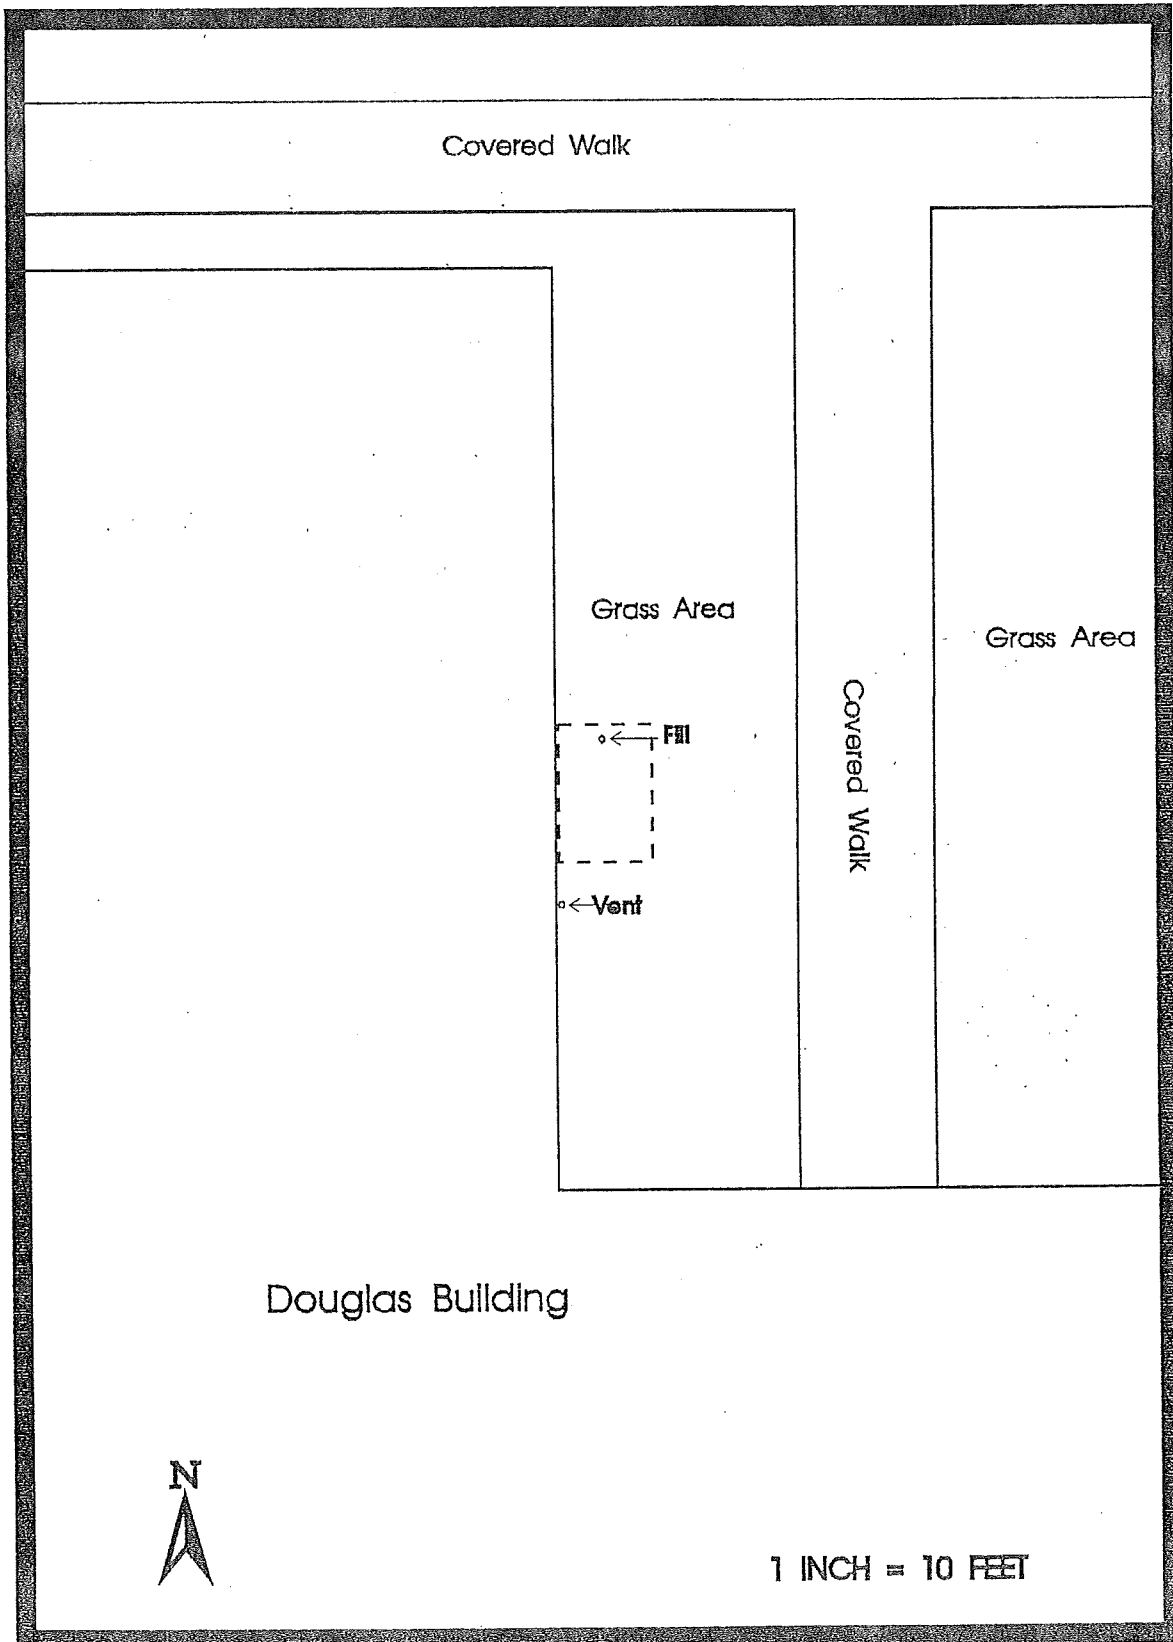 Covered Walk
Grass Area
Grass Area
Covered Walk
Fill
Vent
Douglas Building
N
1 INCH = 10 FEET